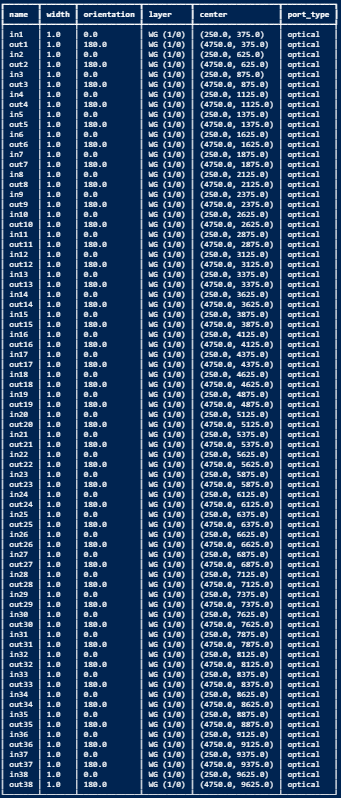 name width orientation layer center port_type
in1 1.0 0.0 WG (1/0) (250.0, 375.0) optical
out1 1.0 180.0 WG (1/0) (4750.0, 375.0) optical
in2 1.0 0.0 WG (1/0) (250.0, 625.0) optical
out2 1.0 180.0 WG (1/0) (4750.0, 625.0) optical
in3 1.0 0.0 WG (1/0) (250.0, 875.0) optical
out3 1.0 180.0 WG (1/0) (4750.0, 875.0) optical
in4 1.0 0.0 WG (1/0) (250.0, 1125.0) optical
out4 1.0 180.0 WG (1/0) (4750.0, 1125.0) optical
in5 1.0 0.0 WG (1/0) (250.0, 1375.0) optical
out5 1.0 180.0 WG (1/0) (4750.0, 1375.0) optical
in6 1.0 0.0 WG (1/0) (250.0, 1625.0) optical
out6 1.0 180.0 WG (1/0) (4750.0, 1625.0) optical
in7 1.0 0.0 WG (1/0) (250.0, 1875.0) optical
out7 1.0 180.0 WG (1/0) (4750.0, 1875.0) optical
in8 1.0 0.0 WG (1/0) (250.0, 2125.0) optical
out8 1.0 180.0 WG (1/0) (4750.0, 2125.0) optical
in9 1.0 0.0 WG (1/0) (250.0, 2375.0) optical
out9 1.0 180.0 WG (1/0) (4750.0, 2375.0) optical
in10 1.0 0.0 WG (1/0) (250.0, 2625.0) optical
out10 1.0 180.0 WG (1/0) (4750.0, 2625.0) optical
in11 1.0 0.0 WG (1/0) (250.0, 2875.0) optical
out11 1.0 180.0 WG (1/0) (4750.0, 2875.0) optical
in12 1.0 0.0 WG (1/0) (250.0, 3125.0) optical
out12 1.0 180.0 WG (1/0) (4750.0, 3125.0) optical
in13 1.0 0.0 WG (1/0) (250.0, 3375.0) optical
out13 1.0 180.0 WG (1/0) (4750.0, 3375.0) optical
in14 1.0 0.0 WG (1/0) (250.0, 3625.0) optical
out14 1.0 180.0 WG (1/0) (4750.0, 3625.0) optical
in15 1.0 0.0 WG (1/0) (250.0, 3875.0) optical
out15 1.0 180.0 WG (1/0) (4750.0, 3875.0) optical
in16 1.0 0.0 WG (1/0) (250.0, 4125.0) optical
out16 1.0 180.0 WG (1/0) (4750.0, 4125.0) optical
in17 1.0 0.0 WG (1/0) (250.0, 4375.0) optical
out17 1.0 180.0 WG (1/0) (4750.0, 4375.0) optical
in18 1.0 0.0 WG (1/0) (250.0, 4625.0) optical
out18 1.0 180.0 WG (1/0) (4750.0, 4625.0) optical
in19 1.0 0.0 WG (1/0) (250.0, 4875.0) optical
out19 1.0 180.0 WG (1/0) (4750.0, 4875.0) optical
in20 1.0 0.0 WG (1/0) (250.0, 5125.0) optical
out20 1.0 180.0 WG (1/0) (4750.0, 5125.0) optical
in21 1.0 0.0 WG (1/0) (250.0, 5375.0) optical
out21 1.0 180.0 WG (1/0) (4750.0, 5375.0) optical
in22 1.0 0.0 WG (1/0) (250.0, 5625.0) optical
out22 1.0 180.0 WG (1/0) (4750.0, 5625.0) optical
in23 1.0 0.0 WG (1/0) (250.0, 5875.0) optical
out23 1.0 180.0 WG (1/0) (4750.0, 5875.0) optical
in24 1.0 0.0 WG (1/0) (250.0, 6125.0) optical
out24 1.0 180.0 WG (1/0) (4750.0, 6125.0) optical
in25 1.0 0.0 WG (1/0) (250.0, 6375.0) optical
out25 1.0 180.0 WG (1/0) (4750.0, 6375.0) optical
in26 1.0 0.0 WG (1/0) (250.0, 6625.0) optical
out26 1.0 180.0 WG (1/0) (4750.0, 6625.0) optical
in27 1.0 0.0 WG (1/0) (250.0, 6875.0) optical
out27 1.0 180.0 WG (1/0) (4750.0, 6875.0) optical
in28 1.0 0.0 WG (1/0) (250.0, 7125.0) optical
out28 1.0 180.0 WG (1/0) (4750.0, 7125.0) optical
in29 1.0 0.0 WG (1/0) (250.0, 7375.0) optical
out29 1.0 180.0 WG (1/0) (4750.0, 7375.0) optical
in30 1.0 0.0 WG (1/0) (250.0, 7625.0) optical
out30 1.0 180.0 WG (1/0) (4750.0, 7625.0) optical
in31 1.0 0.0 WG (1/0) (250.0, 7875.0) optical
out31 1.0 180.0 WG (1/0) (4750.0, 7875.0) optical
in32 1.0 0.0 WG (1/0) (250.0, 8125.0) optical
out32 1.0 180.0 WG (1/0) (4750.0, 8125.0) optical
in33 1.0 0.0 WG (1/0) (250.0, 8375.0) optical
out33 1.0 180.0 WG (1/0) (4750.0, 8375.0) optical
in34 1.0 0.0 WG (1/0) (250.0, 8625.0) optical
out34 1.0 180.0 WG (1/0) (4750.0, 8625.0) optical
in35 1.0 0.0 WG (1/0) (250.0, 8875.0) optical
out35 1.0 180.0 WG (1/0) (4750.0, 8875.0) optical
in36 1.0 0.0 WG (1/0) (250.0, 9125.0) optical
out36 1.0 180.0 WG (1/0) (4750.0, 9125.0) optical
in37 1.0 0.0 WG (1/0) (250.0, 9375.0) optical
out37 1.0 180.0 WG (1/0) (4750.0, 9375.0) optical
in38 1.0 0.0 WG (1/0) (250.0, 9625.0) optical
out38 1.0 180.0 WG (1/0) (4750.0, 9625.0) optical